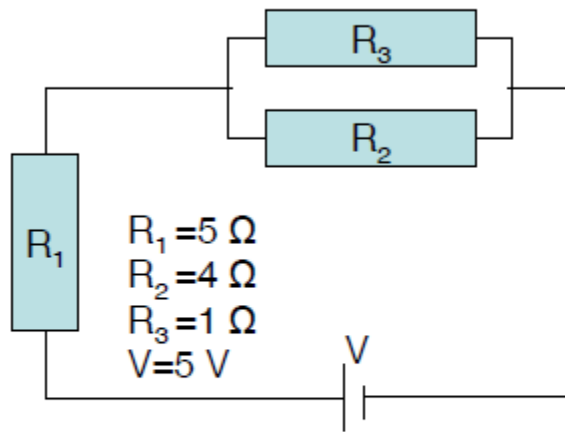 R₃
R₂
R₁
R₁ =5 Ω
R₂ =4 Ω
R₃ =1 Ω
V=5 V
V